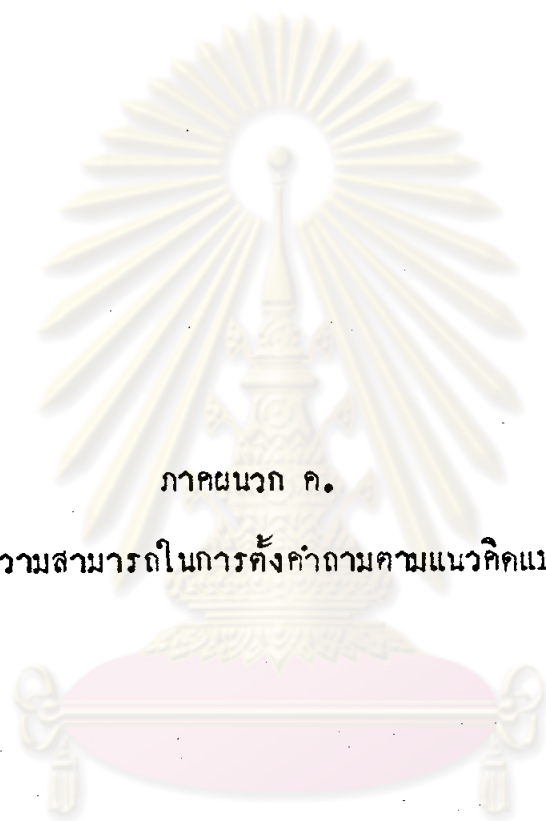 ภาคผนวก ค.
วามสามารถในการตั้งคำถามตามแนวคิดแบ